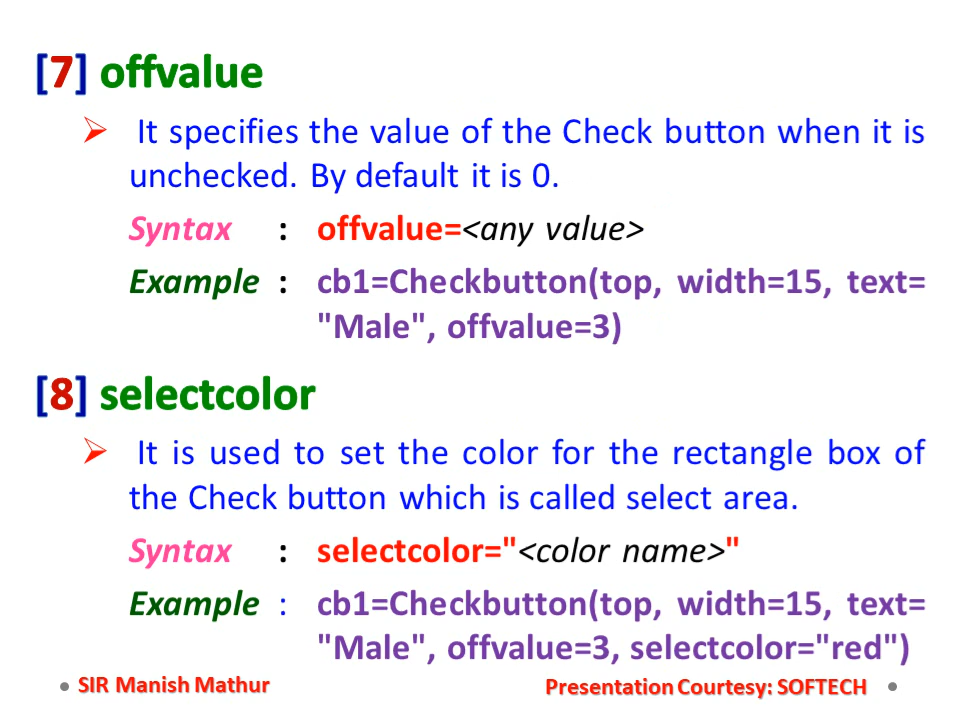 [7] offvalue
➢ It specifies the value of the Check button when it is
unchecked. By default it is 0.
Syntax : offvalue=<any value>
Example : cb1=Checkbutton(top, width=15, text=
"Male", offvalue=3)
[8] selectcolor
➢ It is used to set the color for the rectangle box of
the Check button which is called select area.
Syntax : selectcolor="<color name>"
Example : cb1=Checkbutton(top, width=15, text=
"Male", offvalue=3, selectcolor="red")
● SIR Manish Mathur
Presentation Courtesy: SOFTECH ●